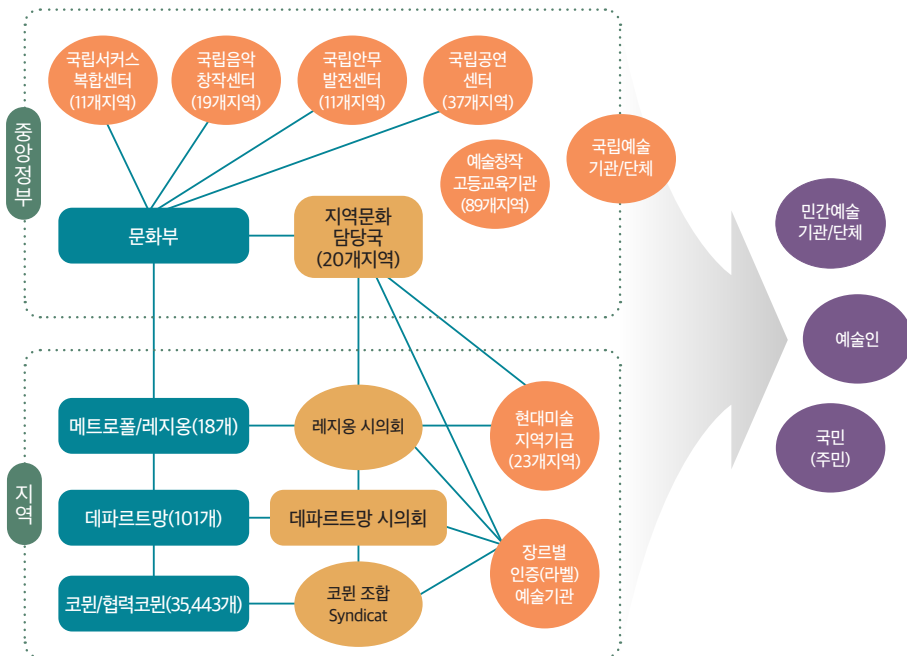 국립서커스
복합센터
(11개지역)
국립음악
창작센터
(19개지역)
국립안무
발전센터
(11개지역)
국립공연
센터
(37개지역)
중앙정부
예술창작
고등교육기관
(89개지역)
국립예술
기관/단체
문화부
지역문화
담당국
(20개지역)
민간예술
기관/단체
예술인
국민
(주민)
지역
메트로폴/레지옹(18개)
레지옹 시의회
현대미술
지역기금
(23개지역)
데파르트망(101개)
데파르트망 시의회
장르별
인증(라벨)
예술기관
코뮌/협력코뮌(35,443개)
코뮌 조합
Syndicat